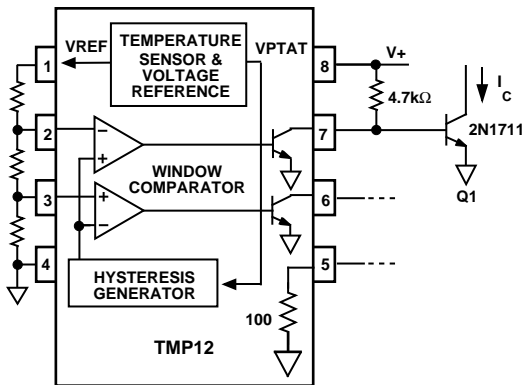 TEMPERATURE
SENSOR &
VOLTAGE
REFERENCE
VREF
VPTAT
1
8
V+
4.7kΩ
I C
2
7
2N1711
Q1
WINDOW
COMPARATOR
3
6
4
5
HYSTERESIS
GENERATOR
100
TMP12